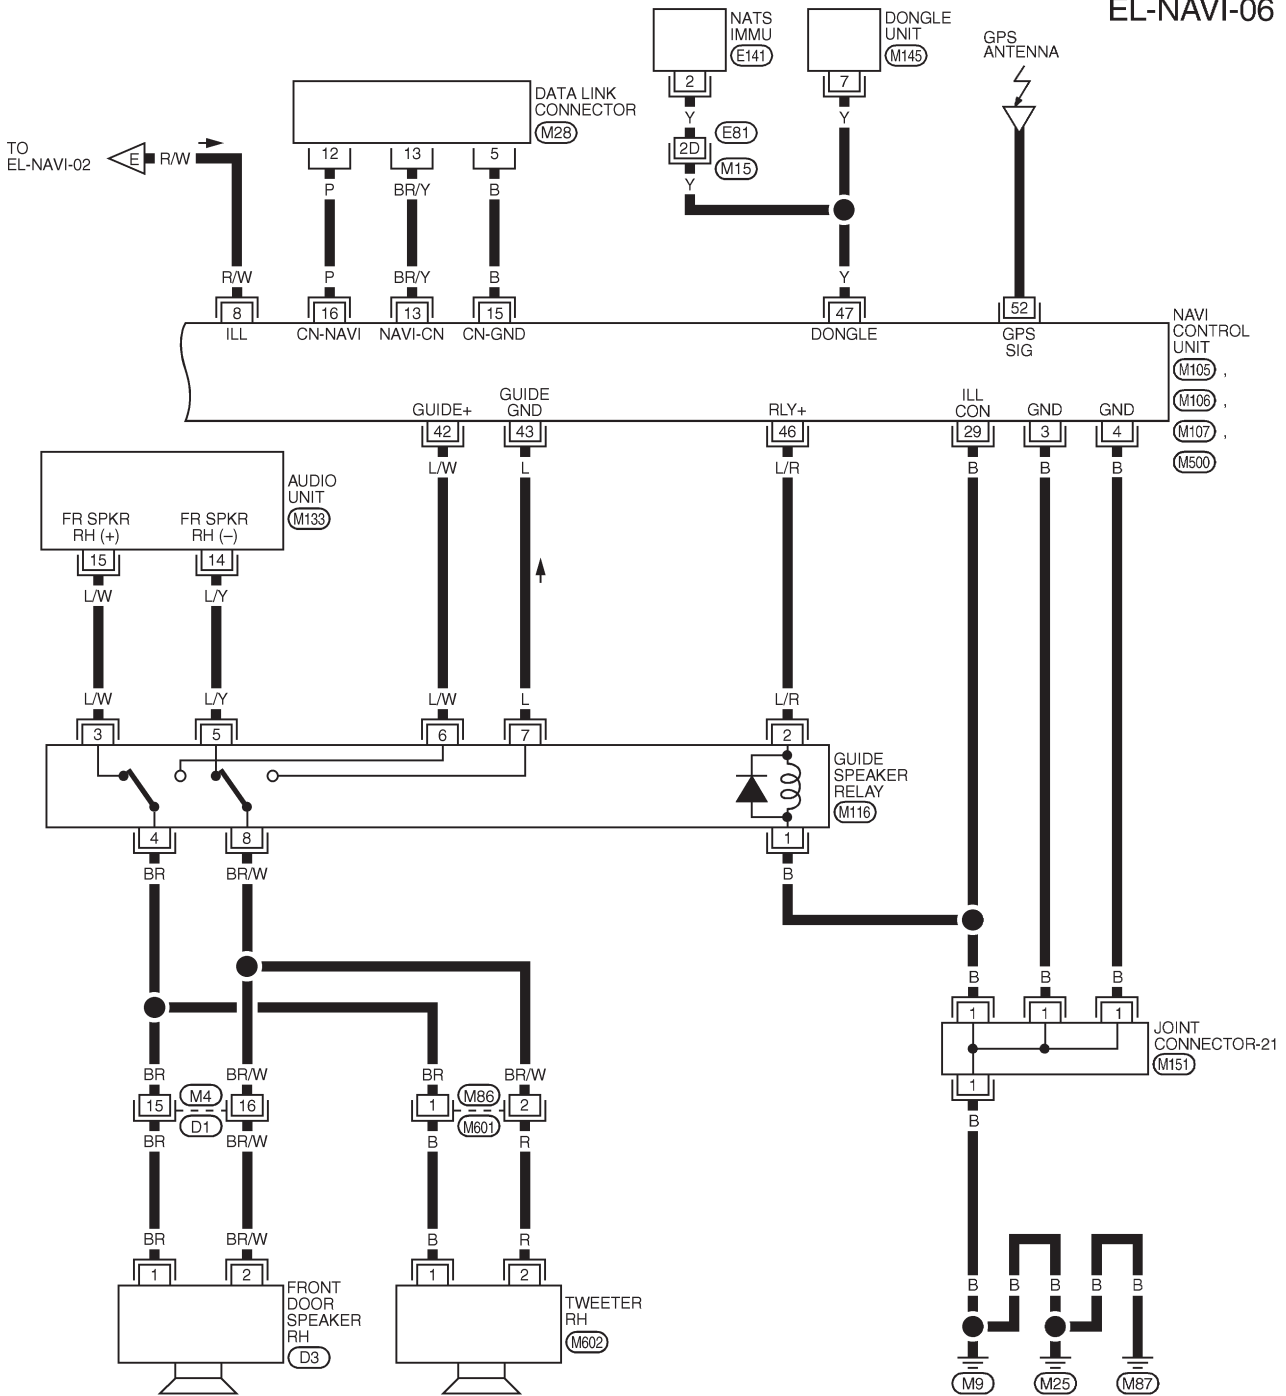 EL-NAVI-06
NATS
IMMU
E141
DONGLE
UNIT
M145
GPS
ANTENNA
DATA LINK
CONNECTOR
M28
2
7
Y
Y
E81
2D
M15
Y
TO
EL-NAVI-02
E
R/W
12
13
5
P
BR/Y
B
R/W
P
BR/Y
B
Y
8
16
13
15
47
52
ILL
CN-NAVI
NAVI-CN
CN-GND
DONGLE
GPS
SIG
NAVI
CONTROL
UNIT
M105 ,
M106 ,
M107 ,
M500
GUIDE+
GUIDE
GND
RLY+
ILL
CON
GND
GND
42
43
46
29
3
4
L/W
L
L/R
B
B
B
AUDIO
UNIT
M133
FR SPKR
RH (+)
FR SPKR
RH (–)
15
14
L/W
L/Y
L/W
L/Y
L/W
L
L/R
3
5
6
7
2
GUIDE
SPEAKER
RELAY
M116
4
8
1
BR
BR/W
B
B
B
B
1
1
1
JOINT
CONNECTOR-21
M151
1
B
BR
BR/W
BR
BR/W
15
M4
D1
16
1
M86
M601
2
BR
BR/W
B
R
BR
BR/W
B
R
1
2
1
2
FRONT
DOOR
SPEAKER
RH
D3
TWEETER
RH
M602
B
B
B
B
B
M9
M25
M87